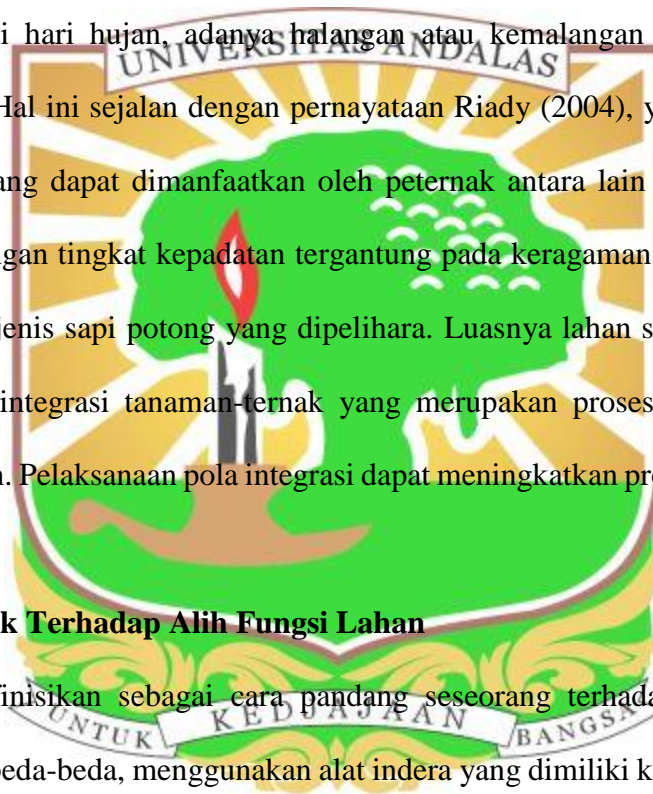 i hari hujan, adanya halangan atau kemalangan
UNIVERSITAS ANDALAS
Hal ini sejalan dengan pernayataan Riady (2004), y
ang dapat dimanfaatkan oleh peternak antara lain
gan tingkat kepadatan tergantung pada keragaman
jenis sapi potong yang dipelihara. Luasnya lahan s
integrasi tanaman-ternak yang merupakan proses
n. Pelaksanaan pola integrasi dapat meningkatkan pr
k Terhadap Alih Fungsi Lahan
finisikan sebagai cara pandang seseorang terhada
UNTUK KEDJAJAAN BANGSA
beda-beda, menggunakan alat indera yang dimiliki k